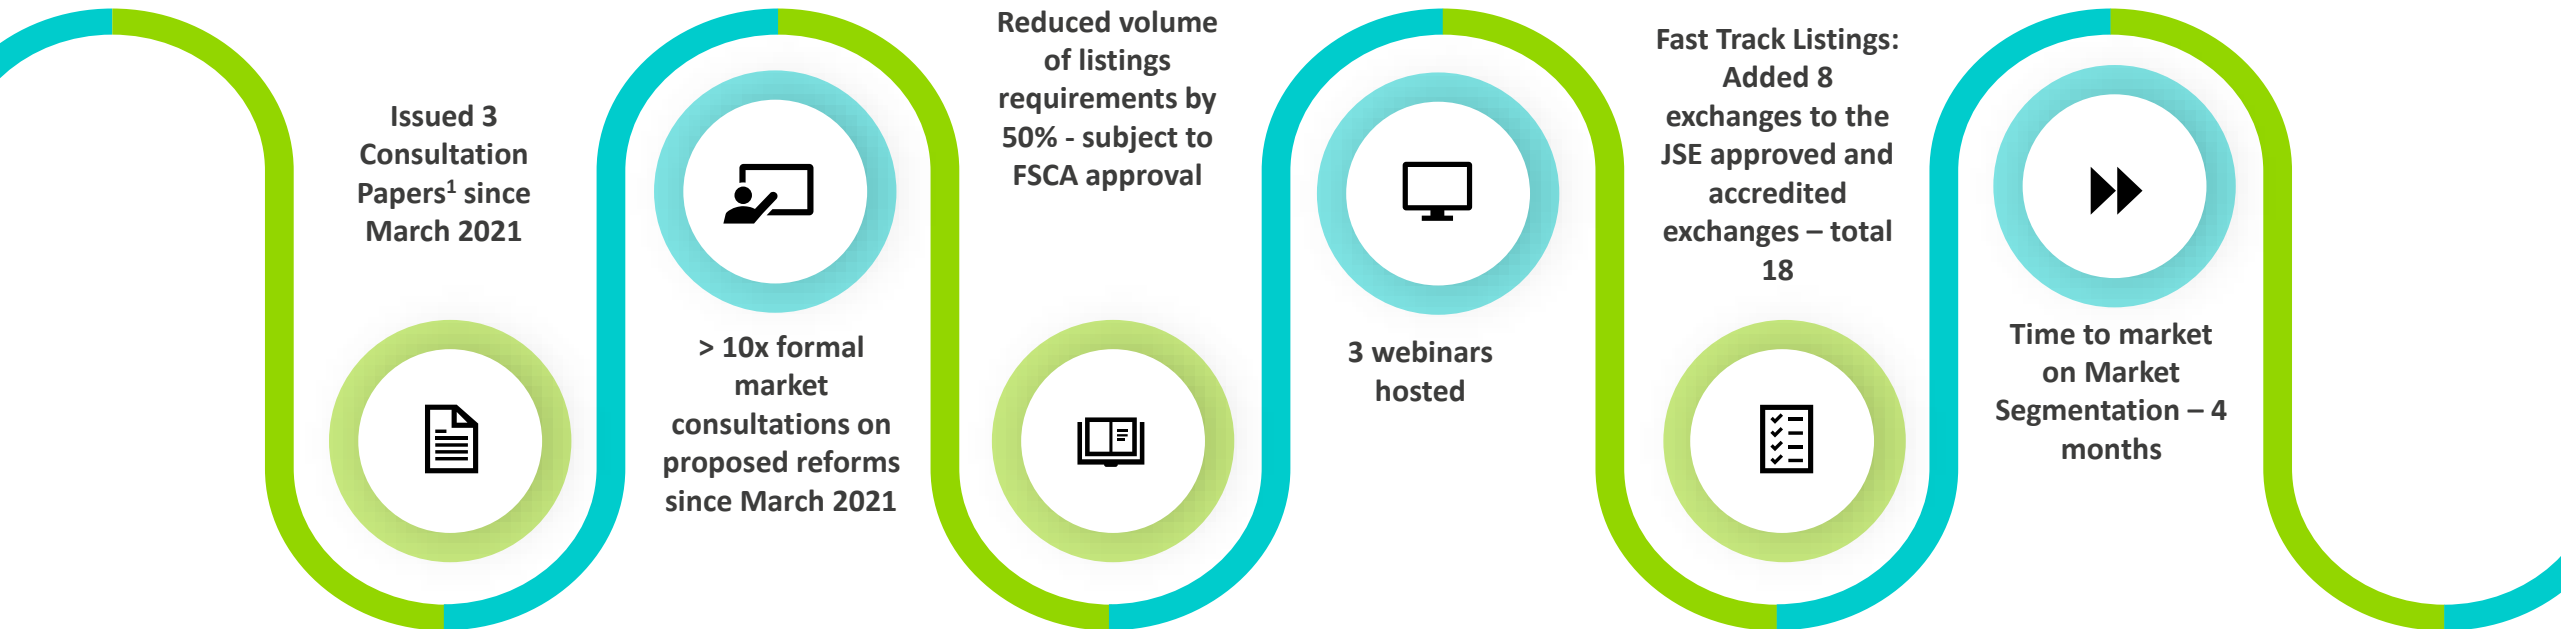 Issued 3
Consultation
Papers¹ since
March 2021
> 10x formal
market
consultations on
proposed reforms
since March 2021
Reduced volume
of listings
requirements by
50% - subject to
FSCA approval
3 webinars
hosted
Fast Track Listings:
Added 8
exchanges to the
JSE approved and
accredited
exchanges – total
18
Time to market
on Market
Segmentation – 4
months